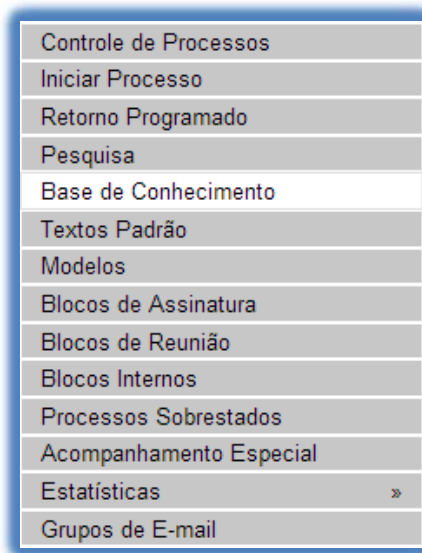 Controle de Processos
Iniciar Processo
Retorno Programado
Pesquisa
Base de Conhecimento
Textos Padrão
Modelos
Blocos de Assinatura
Blocos de Reunião
Blocos Internos
Processos Sobrestados
Acompanhamento Especial
Estatísticas »
Grupos de E-mail